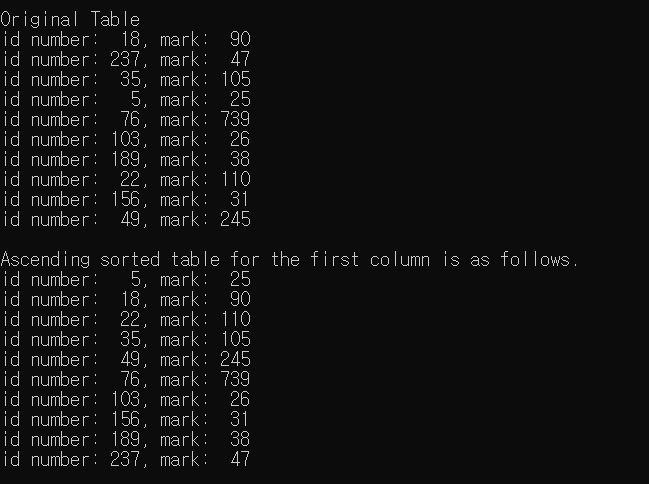 Original Table
id number:  18, mark:  90
id number: 237, mark:  47
id number:  35, mark: 105
id number:   5, mark:  25
id number:  76, mark: 739
id number: 103, mark:  26
id number: 189, mark:  38
id number:  22, mark: 110
id number: 156, mark:  31
id number:  49, mark: 245

Ascending sorted table for the first column is as follows.
id number:   5, mark:  25
id number:  18, mark:  90
id number:  22, mark: 110
id number:  35, mark: 105
id number:  49, mark: 245
id number:  76, mark: 739
id number: 103, mark:  26
id number: 156, mark:  31
id number: 189, mark:  38
id number: 237, mark:  47